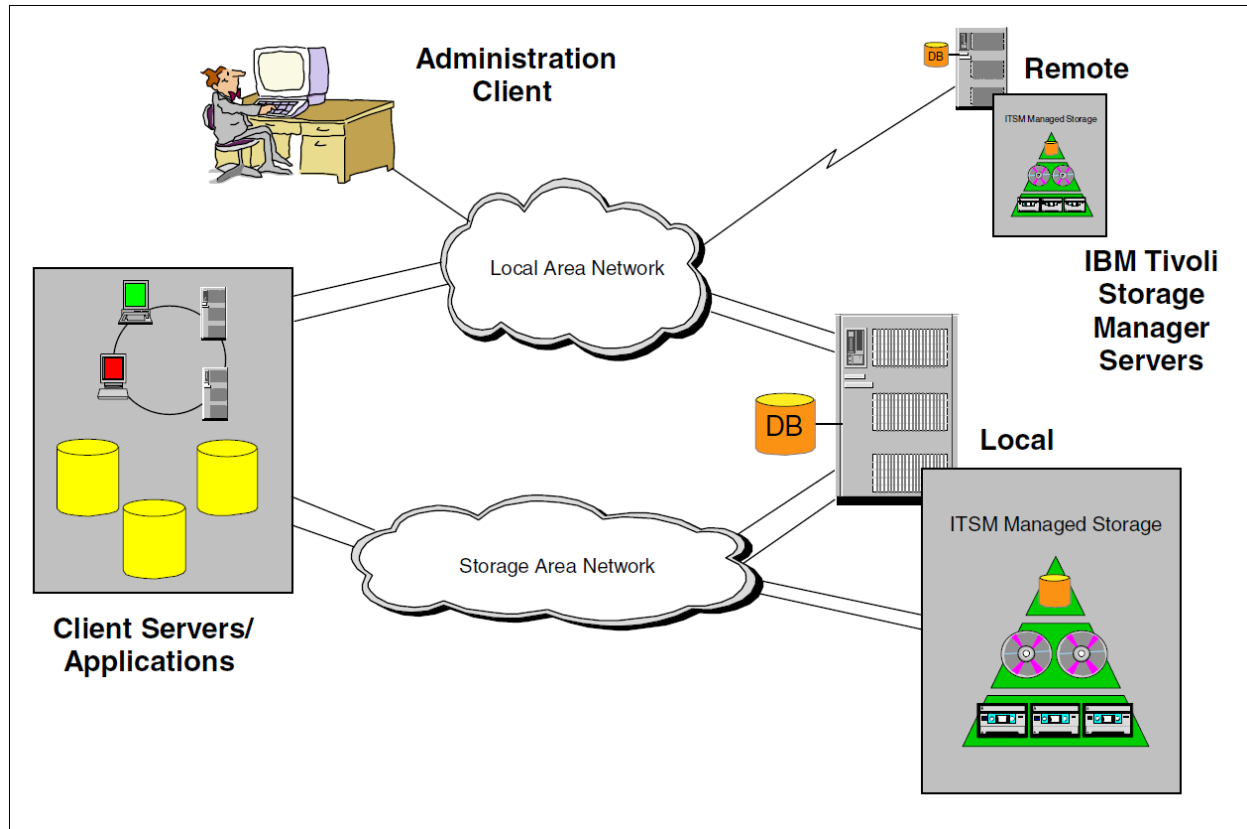 Administration
Client
DB
Remote
ITSM Managed Storage
Local Area Network
IBM Tivoli
Storage
Manager
Servers
DB
Local
ITSM Managed Storage
Storage Area Network
Client Servers/
Applications